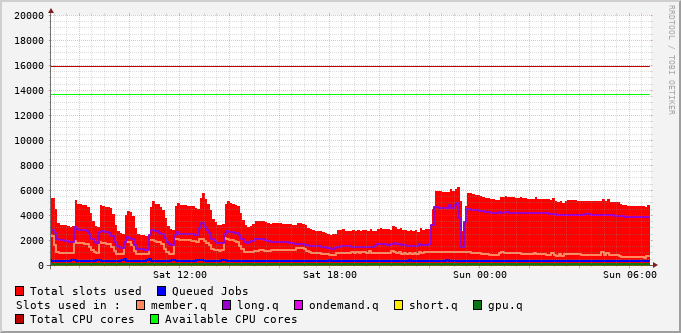 RRDTOOL / TOBI OETIKER
20000
18000
16000
14000
12000
10000
8000
6000
4000
2000
0
Sat 12:00 Sat 18:00 Sun 00:00 Sun 06:00
Total slots used Queued Jobs
Slots used in : member.q long.q ondemand.q short.q gpu.q
Total CPU cores Available CPU cores